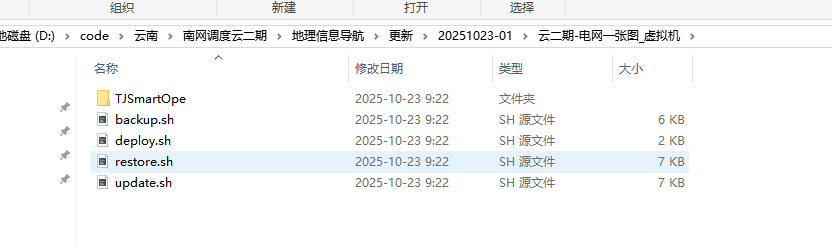 组织 新建 打开 选择
地磁盘 (D:) > code > 云南 > 南网调度云二期 > 地理信息导航 > 更新 > 20251023-01 > 云二期-电网一张图_虚拟机 >
名称 修改日期 类型 大小
TJSmartOpe 2025-10-23 9:22 文件夹
backup.sh 2025-10-23 9:22 SH 源文件 6 KB
deploy.sh 2025-10-23 9:22 SH 源文件 2 KB
restore.sh 2025-10-23 9:22 SH 源文件 7 KB
update.sh 2025-10-23 9:22 SH 源文件 7 KB